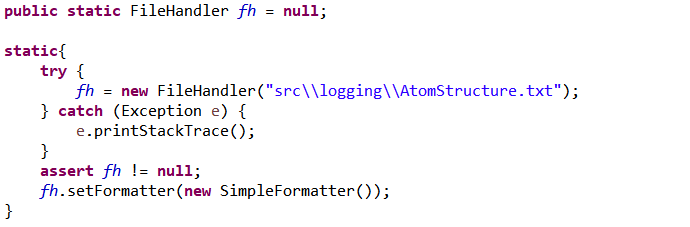 public static FileHandler fh = null;
static{
try {
fh = new FileHandler("src\\logging\\AtomStructure.txt");
} catch (Exception e) {
e.printStackTrace();
}
assert fh != null;
fh.setFormatter(new SimpleFormatter());
}